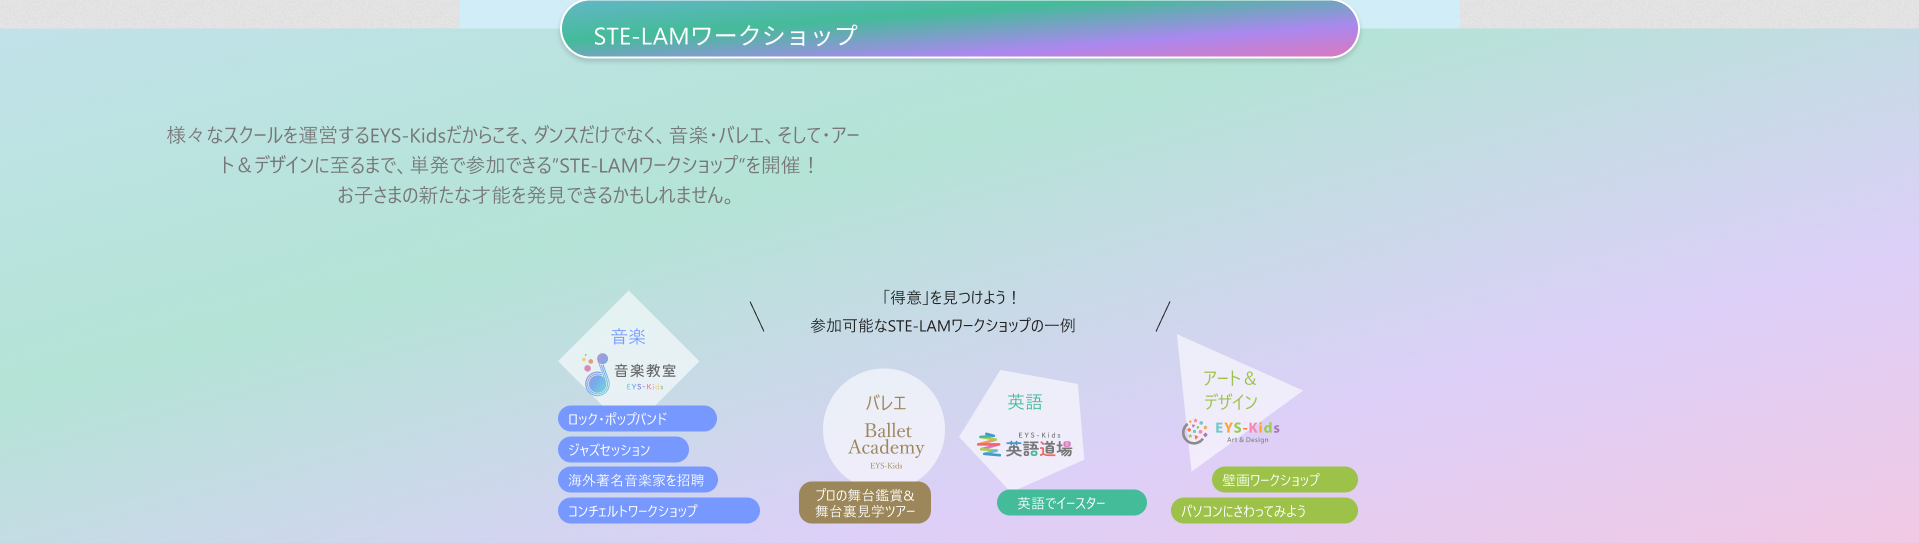 STE-LAMワークショップ
様々なスクールを運営するEYS-Kidsだからこそ、ダンスだけでなく、音楽・バレエ、そして・アー
ト＆デザインに至るまで、単発で参加できる”STE-LAMワークショップ”を開催！
お子さまの新たな才能を発見できるかもしれません。
「得意」を見つけよう！
参加可能なSTE-LAMワークショップの一例
音楽
音楽教室
EYS-Kids
ロック・ポップバンド
ジャズセッション
海外著名音楽家を招聘
コンチェルトワークショップ
バレエ
Ballet
Academy
EYS-Kids
プロの舞台鑑賞＆
舞台裏見学ツアー
英語
EYS-Kids
英語道場
英語でイースター
アート＆
デザイン
EYS-Kids
Art & Design
壁画ワークショップ
パソコンにさわってみよう